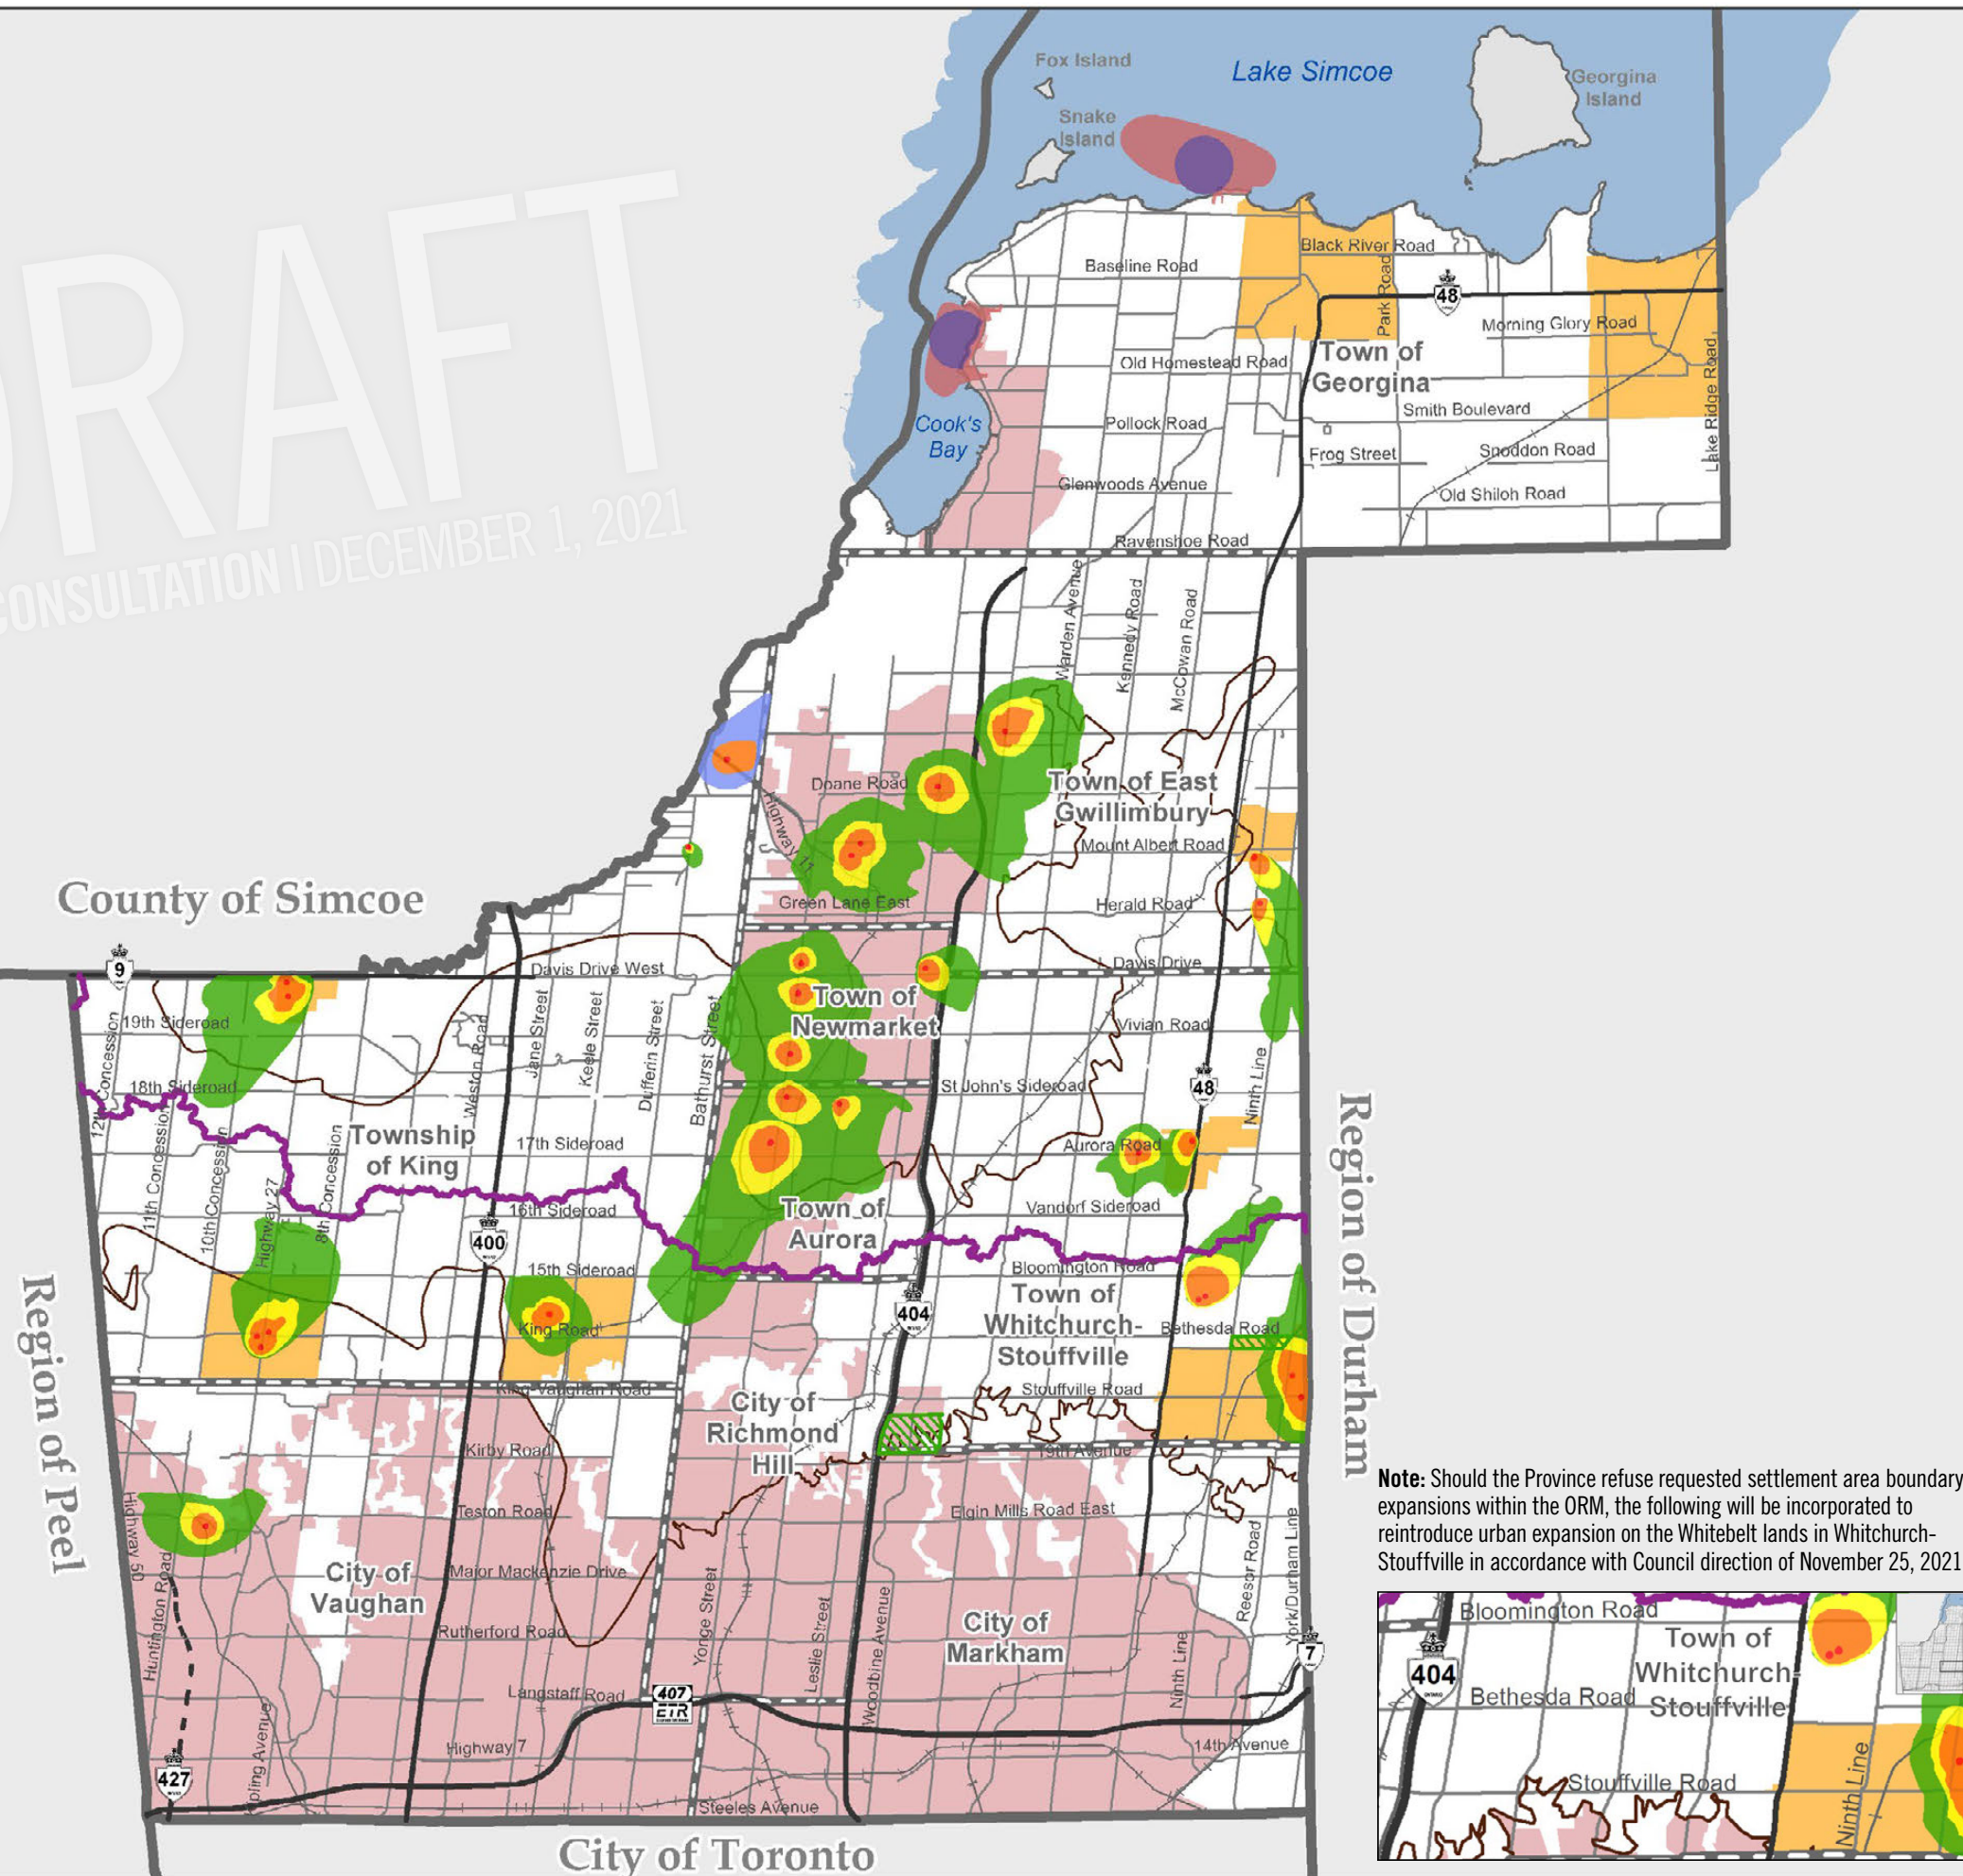 Fox Island
Lake Simcoe
Georgina
Island
Snake
Island
DRAFT
CONSULTATION | DECEMBER 1, 2021
Black River Road
Baseline Road
Park Road
48
Morning Glory Road
Old Homestead Road
Town of
Georgina
Lake Ridge Road
Smith Boulevard
Cook's
Bay
Pollock Road
Frog Street
Snoddon Road
Glenwoods Avenue
Old Shiloh Road
Ravenshoe Road
Warden Avenue
Kennedy Road
McCowan Road
Doane Road
Town of East
Gwillimbury
Highway 11
Mount Albert Road
County of Simcoe
Green Lane East
Herald Road
9
Davis Drive West
Davis Drive
Town of
Newmarket
19th Sideroad
12th Concession
Weston Road
Jane Street
Keele Street
Dufferin Street
Bathurst Street
Vivian Road
Ninth Line
18th Sideroad
St John's Sideroad
48
Township
of King
17th Sideroad
Aurora Road
11th Concession
10th Concession
Highway 27
8th Concession
16th Sideroad
Town of
Aurora
Vandorf Sideroad
400
15th Sideroad
Bloomington Road
Region of Peel
Region of Durham
404
Town of
Whitchurch-
Stouffville
King Road
Bethesda Road
King-Vaughan Road
Stouffville Road
City of
Richmond
Hill
Kirby Road
19th Avenue
Highway 50
Teston Road
Elgin Mills Road East
City of
Vaughan
Major Mackenzie Drive
Huntington Road
Rutherford Road
Yonge Street
Leslie Street
Woodbine Avenue
City of
Markham
Reesor Road
York/Durham Line
Ninth Line
7
Langstaff Road
407
ETR
Highway 7
14th Avenue
427
Steeles Avenue
City of Toronto
Note: Should the Province refuse requested settlement area boundary
expansions within the ORM, the following will be incorporated to
reintroduce urban expansion on the Whitebelt lands in Whitchurch-
Stouffville in accordance with Council direction of November 25, 2021
Bloomington Road
404
ONTARIO
Town of
Whitchurch-
Stouffville
Bethesda Road
Stouffville Road
Ninth Line